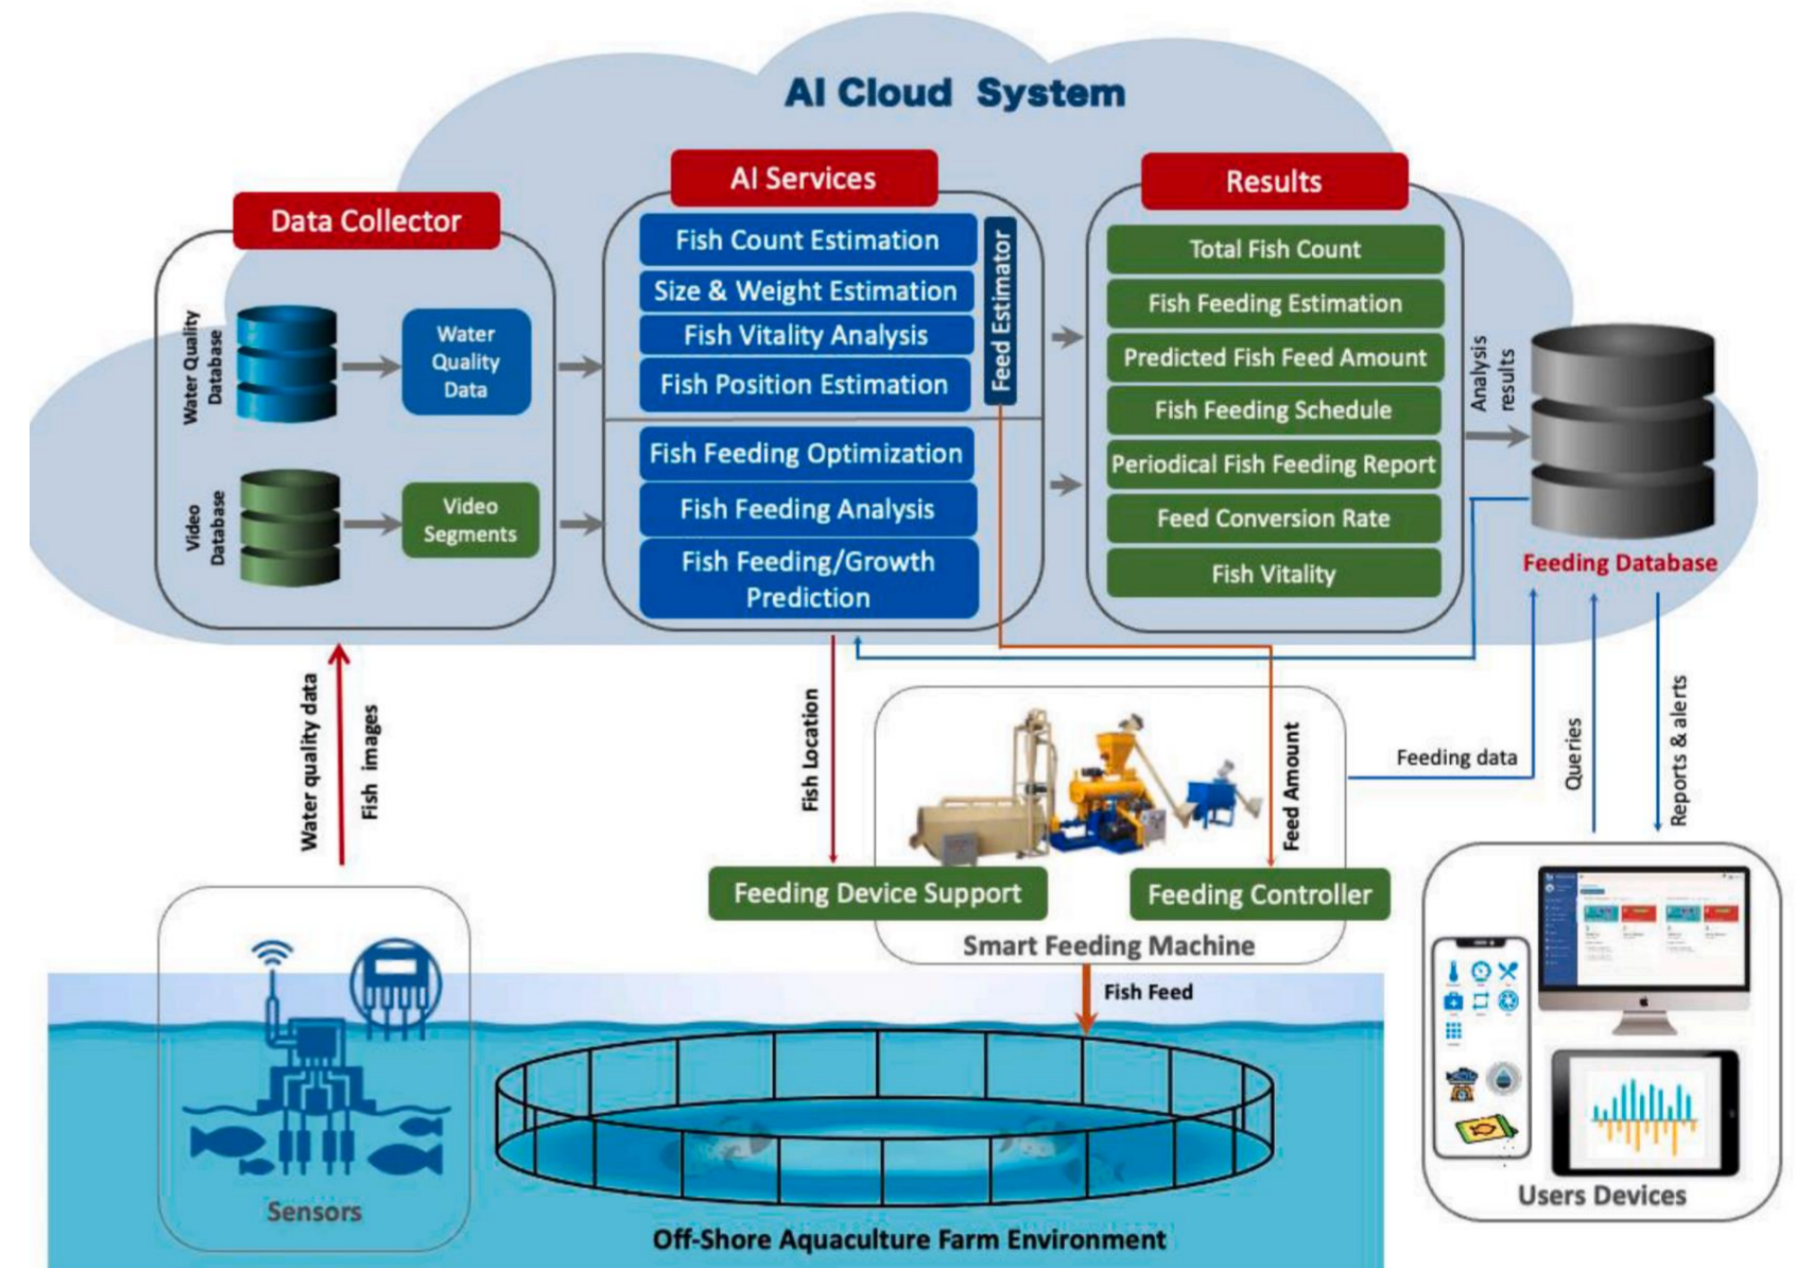 AI Cloud System
Data Collector
Water Quality
Database
Water
Quality
Data
Video
Database
Video
Segments
AI Services
Fish Count Estimation
Size & Weight Estimation
Fish Vitality Analysis
Fish Position Estimation
Feed Estimator
Fish Feeding Optimization
Fish Feeding Analysis
Fish Feeding/Growth
Prediction
Results
Total Fish Count
Fish Feeding Estimation
Predicted Fish Feed Amount
Fish Feeding Schedule
Periodical Fish Feeding Report
Feed Conversion Rate
Fish Vitality
Analysis
results
Feeding Database
Water quality data
Fish images
Fish Location
Feed Amount
Feeding data
Queries
Reports & alerts
Feeding Device Support
Feeding Controller
Smart Feeding Machine
Fish Feed
Sensors
Off-Shore Aquaculture Farm Environment
Users Devices